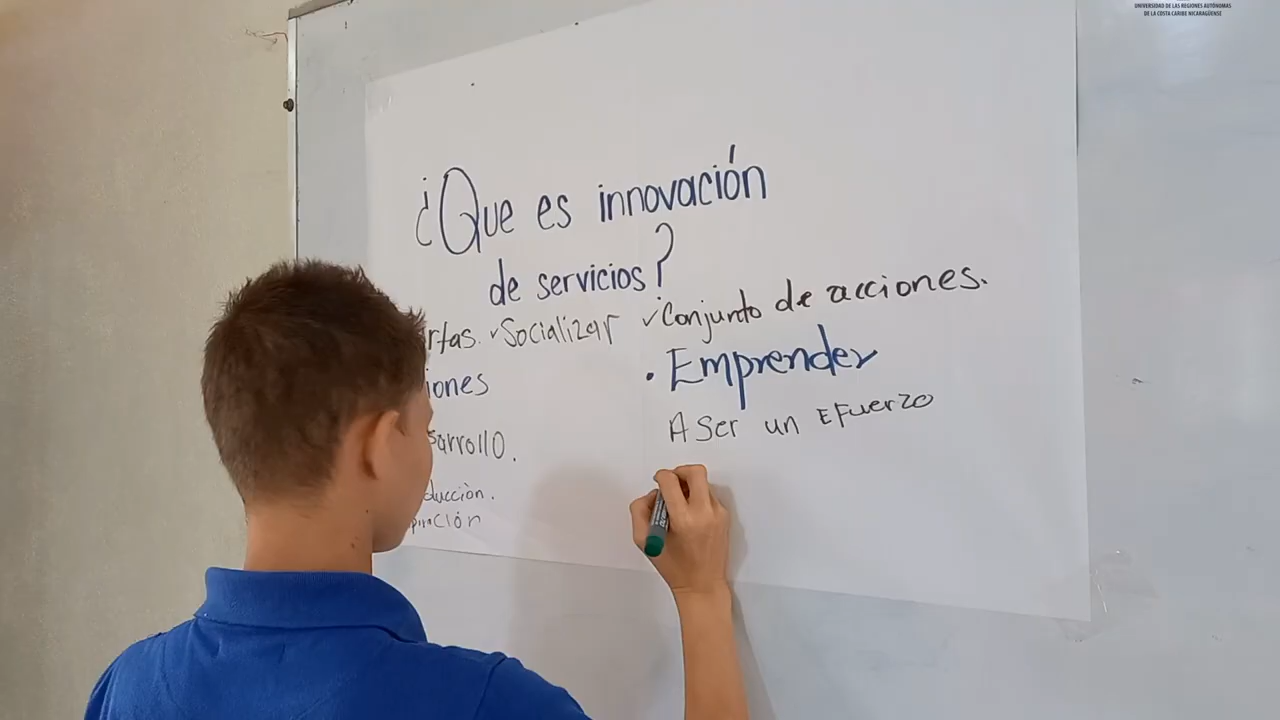 UNIVERSIDAD DE LAS REGIONES AUTÓNOMAS
DE LA COSTA CARIBE NICARAGÜENSE
¿Que es innovación
de servicios?
rtas. ✓Socializar ✓Conjunto de acciones.
iones
• Emprender
A Ser un EFuerzo
sarrollo.
ducciòn.
piración